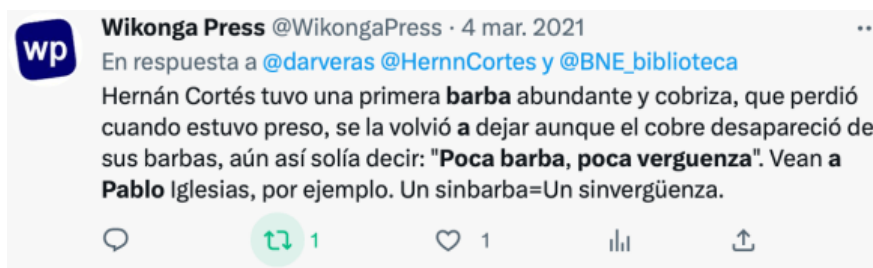 wp
Wikonga Press @WikongaPress · 4 mar. 2021
En respuesta a @darveras @HernnCortes y @BNE_biblioteca
Hernán Cortés tuvo una primera barba abundante y cobriza, que perdió
cuando estuvo preso, se la volvió a dejar aunque el cobre desapareció de
sus barbas, aún así solía decir: "Poca barba, poca verguenza". Vean a
Pablo Iglesias, por ejemplo. Un sinbarba=Un sinvergüenza.
1 1